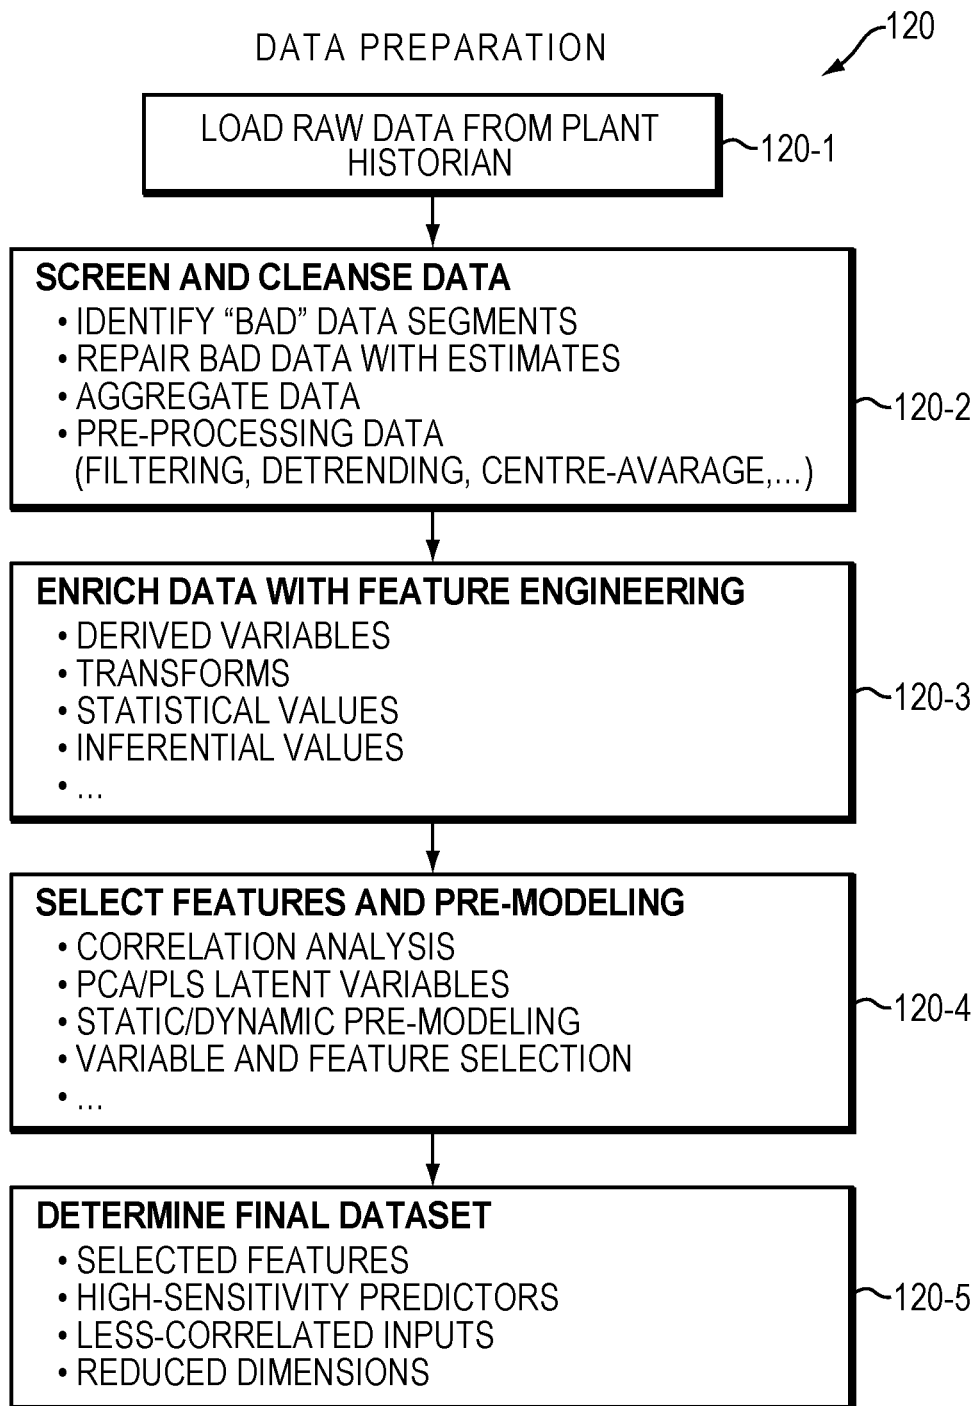 120
DATA PREPARATION
LOAD RAW DATA FROM PLANT
HISTORIAN
120-1
SCREEN AND CLEANSE DATA
• IDENTIFY “BAD” DATA SEGMENTS
• REPAIR BAD DATA WITH ESTIMATES
• AGGREGATE DATA
• PRE-PROCESSING DATA
(FILTERING, DETRENDING, CENTRE-AVARAGE,...)
120-2
ENRICH DATA WITH FEATURE ENGINEERING
• DERIVED VARIABLES
• TRANSFORMS
• STATISTICAL VALUES
• INFERENTIAL VALUES
• ...
120-3
SELECT FEATURES AND PRE-MODELING
• CORRELATION ANALYSIS
• PCA/PLS LATENT VARIABLES
• STATIC/DYNAMIC PRE-MODELING
• VARIABLE AND FEATURE SELECTION
• ...
120-4
DETERMINE FINAL DATASET
• SELECTED FEATURES
• HIGH-SENSITIVITY PREDICTORS
• LESS-CORRELATED INPUTS
• REDUCED DIMENSIONS
120-5